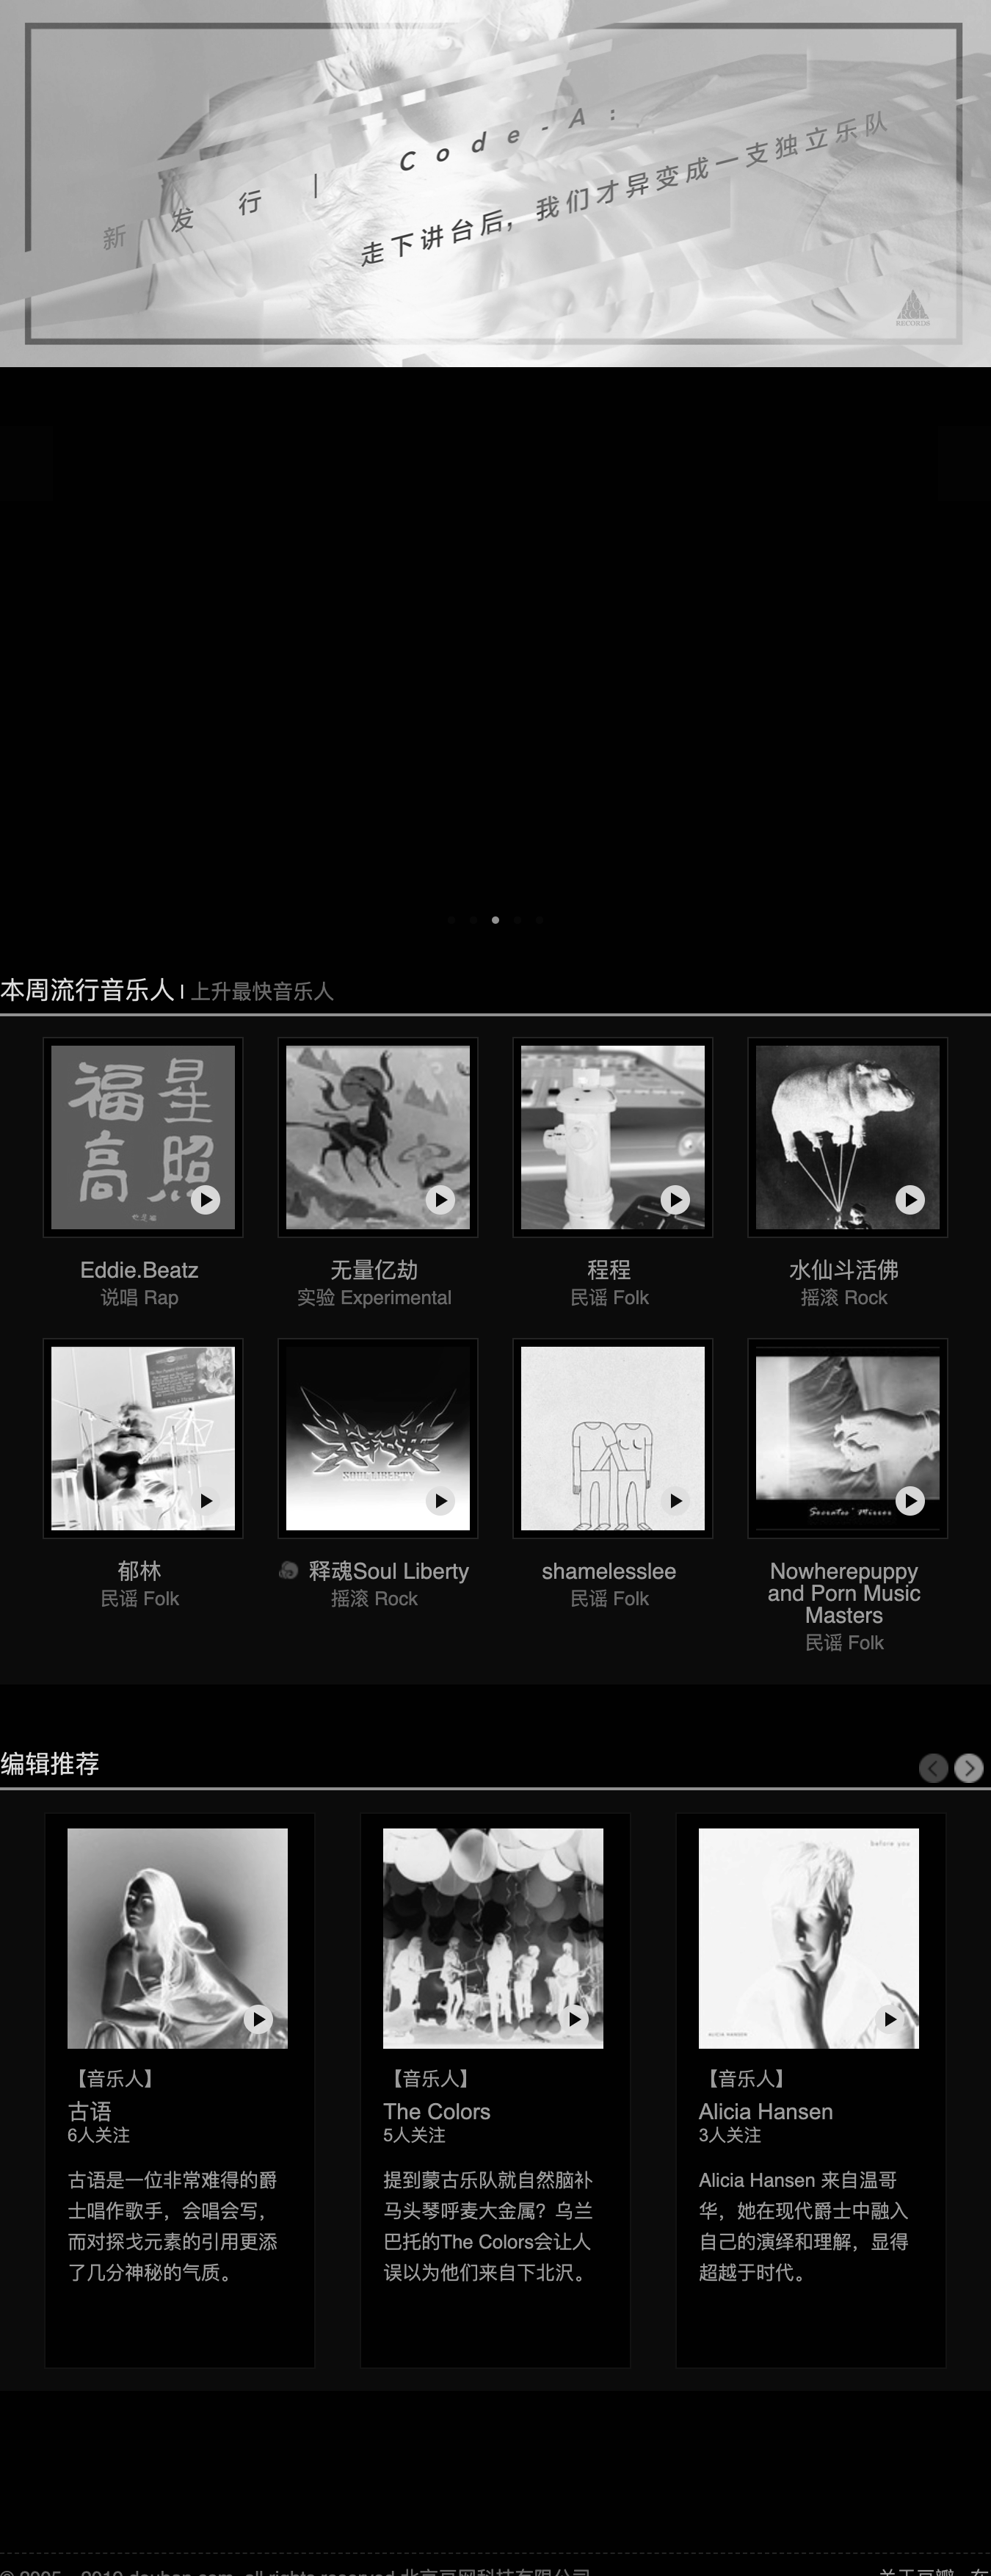 新发行 | Code-A:
走下讲台后，我们才异变成一支独立乐队
RECORDS
本周流行音乐人 | 上升最快音乐人
福星
高照
Eddie.Beatz
说唱 Rap
无量亿劫
实验 Experimental
程程
民谣 Folk
水仙斗活佛
摇滚 Rock
SOUL LIBERTY
Socrates' Mirror
郁林
民谣 Folk
释魂Soul Liberty
摇滚 Rock
shamelesslee
民谣 Folk
Nowherepuppy
and Porn Music
Masters
民谣 Folk
编辑推荐
【音乐人】
古语
6人关注
古语是一位非常难得的爵
士唱作歌手，会唱会写，
而对探戈元素的引用更添
了几分神秘的气质。
【音乐人】
The Colors
5人关注
提到蒙古乐队就自然脑补
马头琴呼麦大金属？乌兰
巴托的The Colors会让人
误以为他们来自下北沢。
before you
ALICIA HANSEN
【音乐人】
Alicia Hansen
3人关注
Alicia Hansen 来自温哥
华，她在现代爵士中融入
自己的演绎和理解，显得
超越于时代。